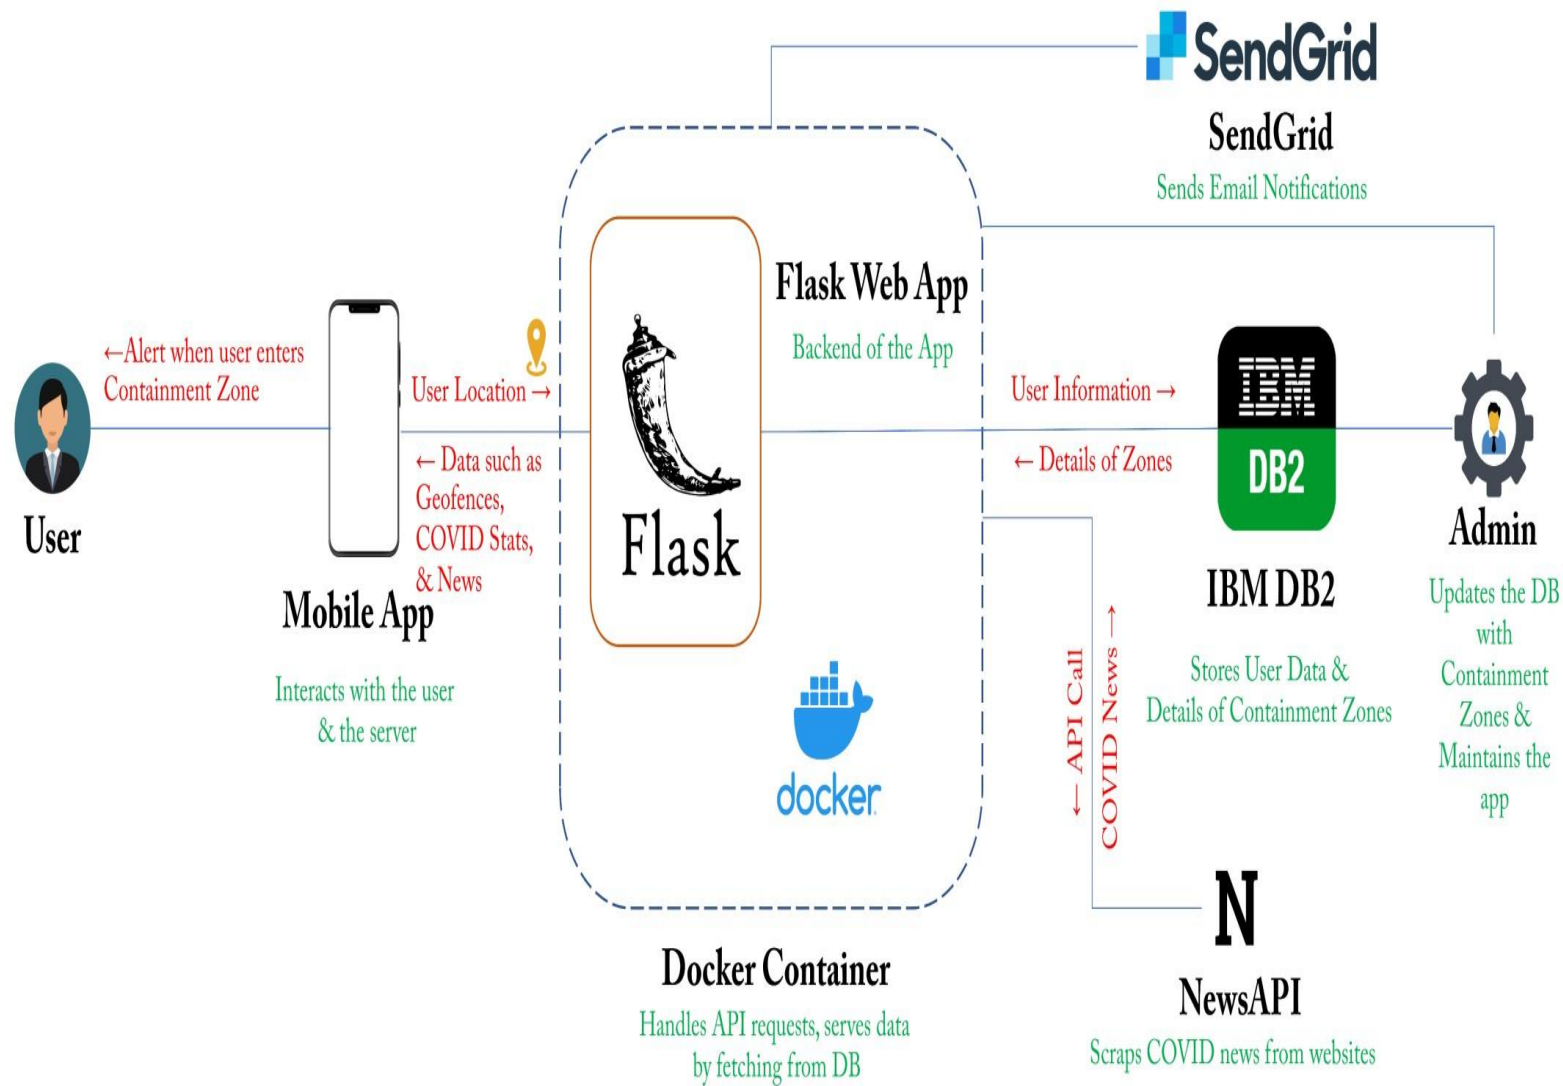 SendGrid
SendGrid
Sends Email Notifications
Flask Web App
Backend of the App
←Alert when user enters
Containment Zone
User Location →
← Data such as
Geofences,
COVID Stats,
& News
User
Mobile App
Interacts with the user
& the server
Flask
docker
Docker Container
Handles API requests, serves data
by fetching from DB
User Information →
← Details of Zones
IBM
DB2
IBM DB2
Stores User Data &
Details of Containment Zones
Admin
Updates the DB
with
Containment
Zones &
Maintains the
app
← API Call
COVID News →
N
NewsAPI
Scraps COVID news from websites